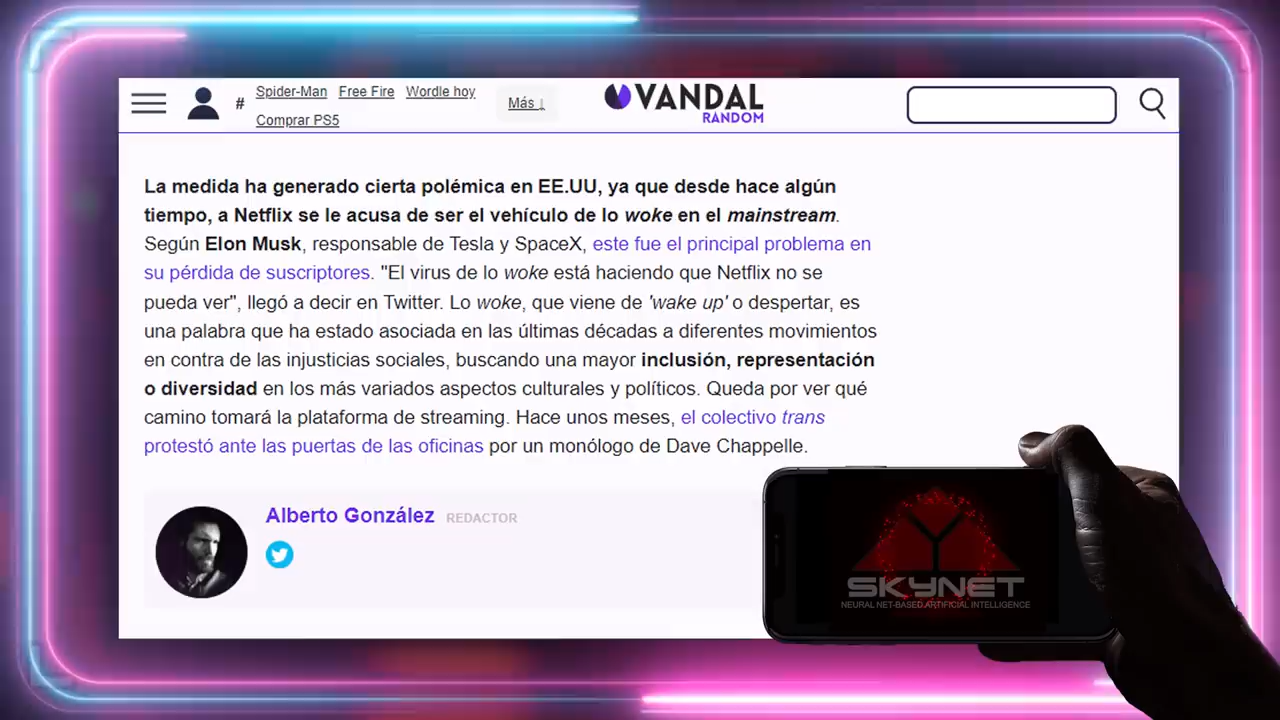 # Spider-Man Free Fire Wordle hoy
Comprar PS5
Más ↓
VANDAL
RANDOM
La medida ha generado cierta polémica en EE.UU, ya que desde hace algún
tiempo, a Netflix se le acusa de ser el vehículo de lo woke en el mainstream.
Según Elon Musk, responsable de Tesla y SpaceX, este fue el principal problema en
su pérdida de suscriptores. "El virus de lo woke está haciendo que Netflix no se
pueda ver", llegó a decir en Twitter. Lo woke, que viene de 'wake up' o despertar, es
una palabra que ha estado asociada en las últimas décadas a diferentes movimientos
en contra de las injusticias sociales, buscando una mayor inclusión, representación
o diversidad en los más variados aspectos culturales y políticos. Queda por ver qué
camino tomará la plataforma de streaming. Hace unos meses, el colectivo trans
protestó ante las puertas de las oficinas por un monólogo de Dave Chappelle.
Alberto González REDACTOR
SKYNET
NEURAL NET-BASED ARTIFICIAL INTELLIGENCE